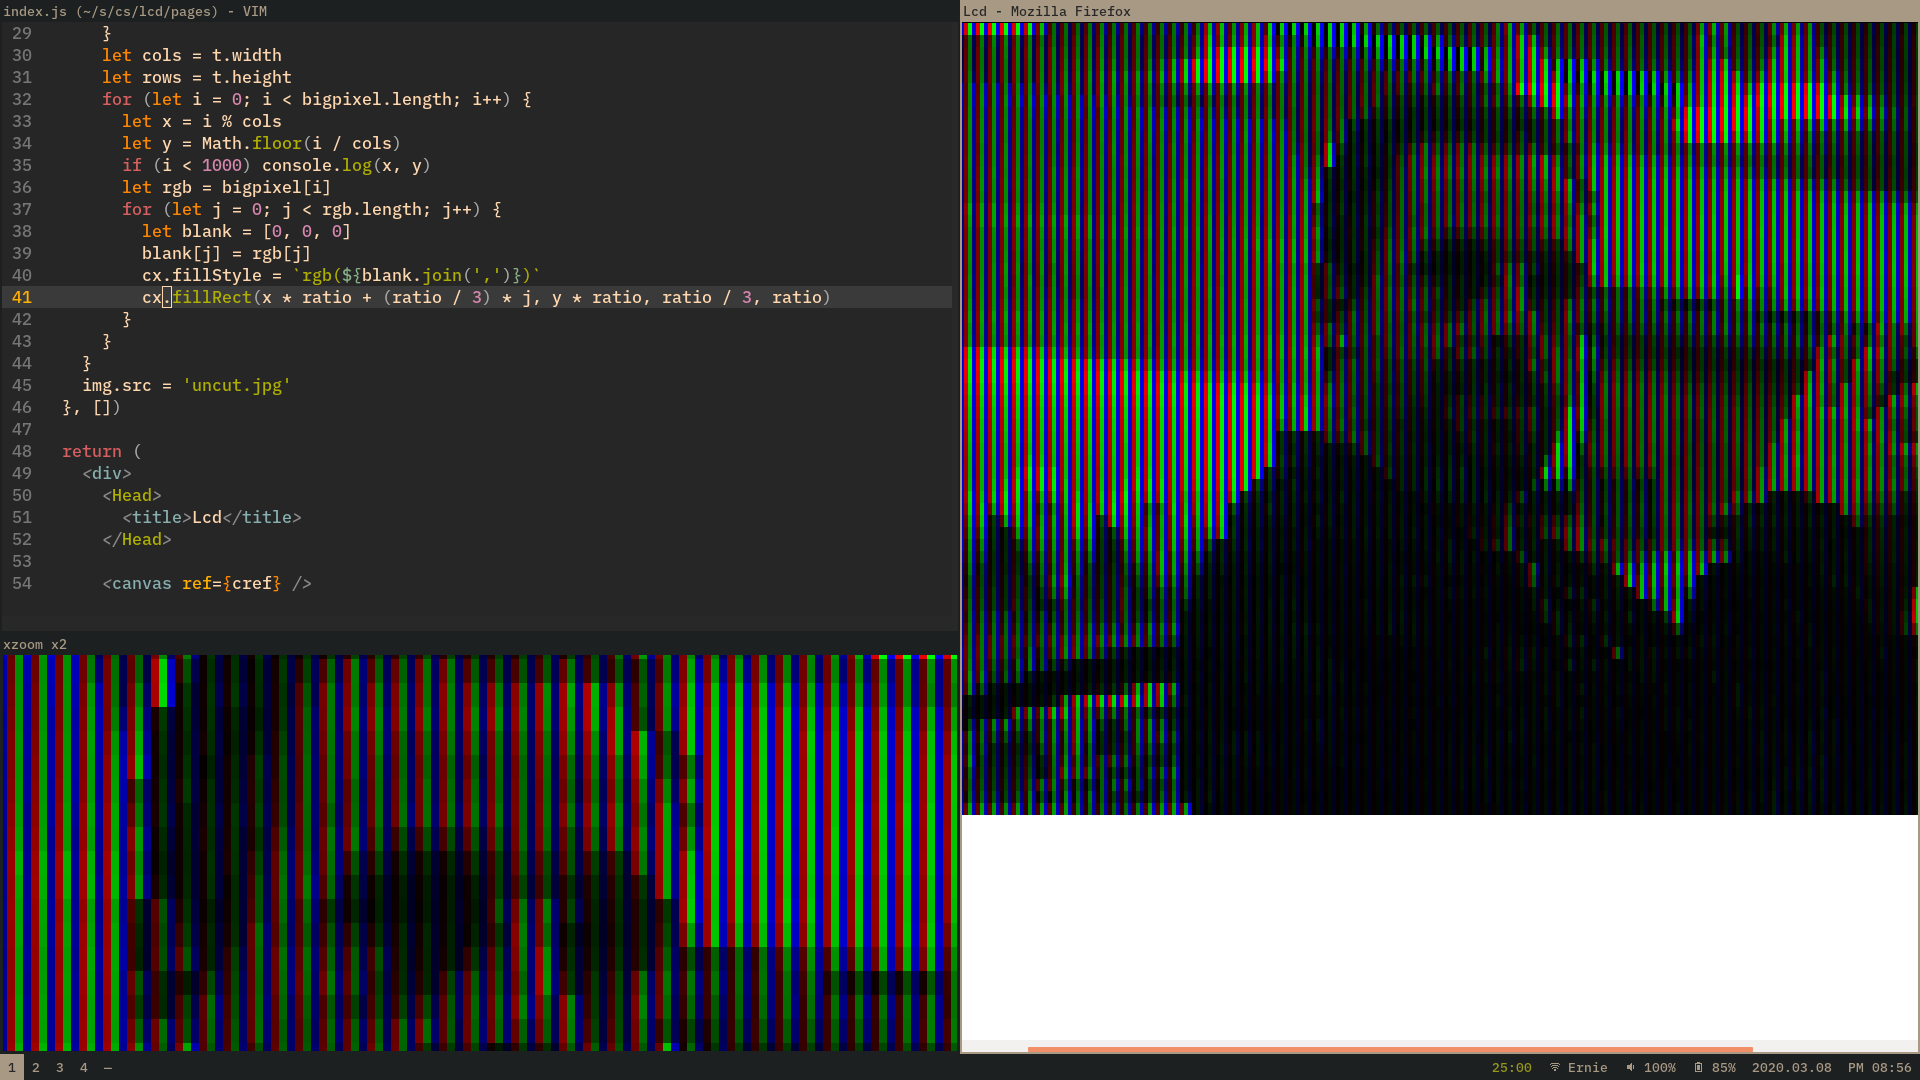 index.js (~/s/cs/lcd/pages) - VIM
29 }
30 let cols = t.width
31 let rows = t.height
32 for (let i = 0; i < bigpixel.length; i++) {
33 let x = i % cols
34 let y = Math.floor(i / cols)
35 if (i < 1000) console.log(x, y)
36 let rgb = bigpixel[i]
37 for (let j = 0; j < rgb.length; j++) {
38 let blank = [0, 0, 0]
39 blank[j] = rgb[j]
40 cx.fillStyle = `rgb(${blank.join(',')})`
41 cx.fillRect(x * ratio + (ratio / 3) * j, y * ratio, ratio / 3, ratio)
42 }
43 }
44 }
45 img.src = 'uncut.jpg'
46 }, [])
47
48 return (
49 <div>
50 <Head>
51 <title>Lcd</title>
52 </Head>
53
54 <canvas ref={cref} />
xzoom x2
Lcd - Mozilla Firefox
1 2 3 4 —
25:00 Ernie 100% 85% 2020.03.08 PM 08:56